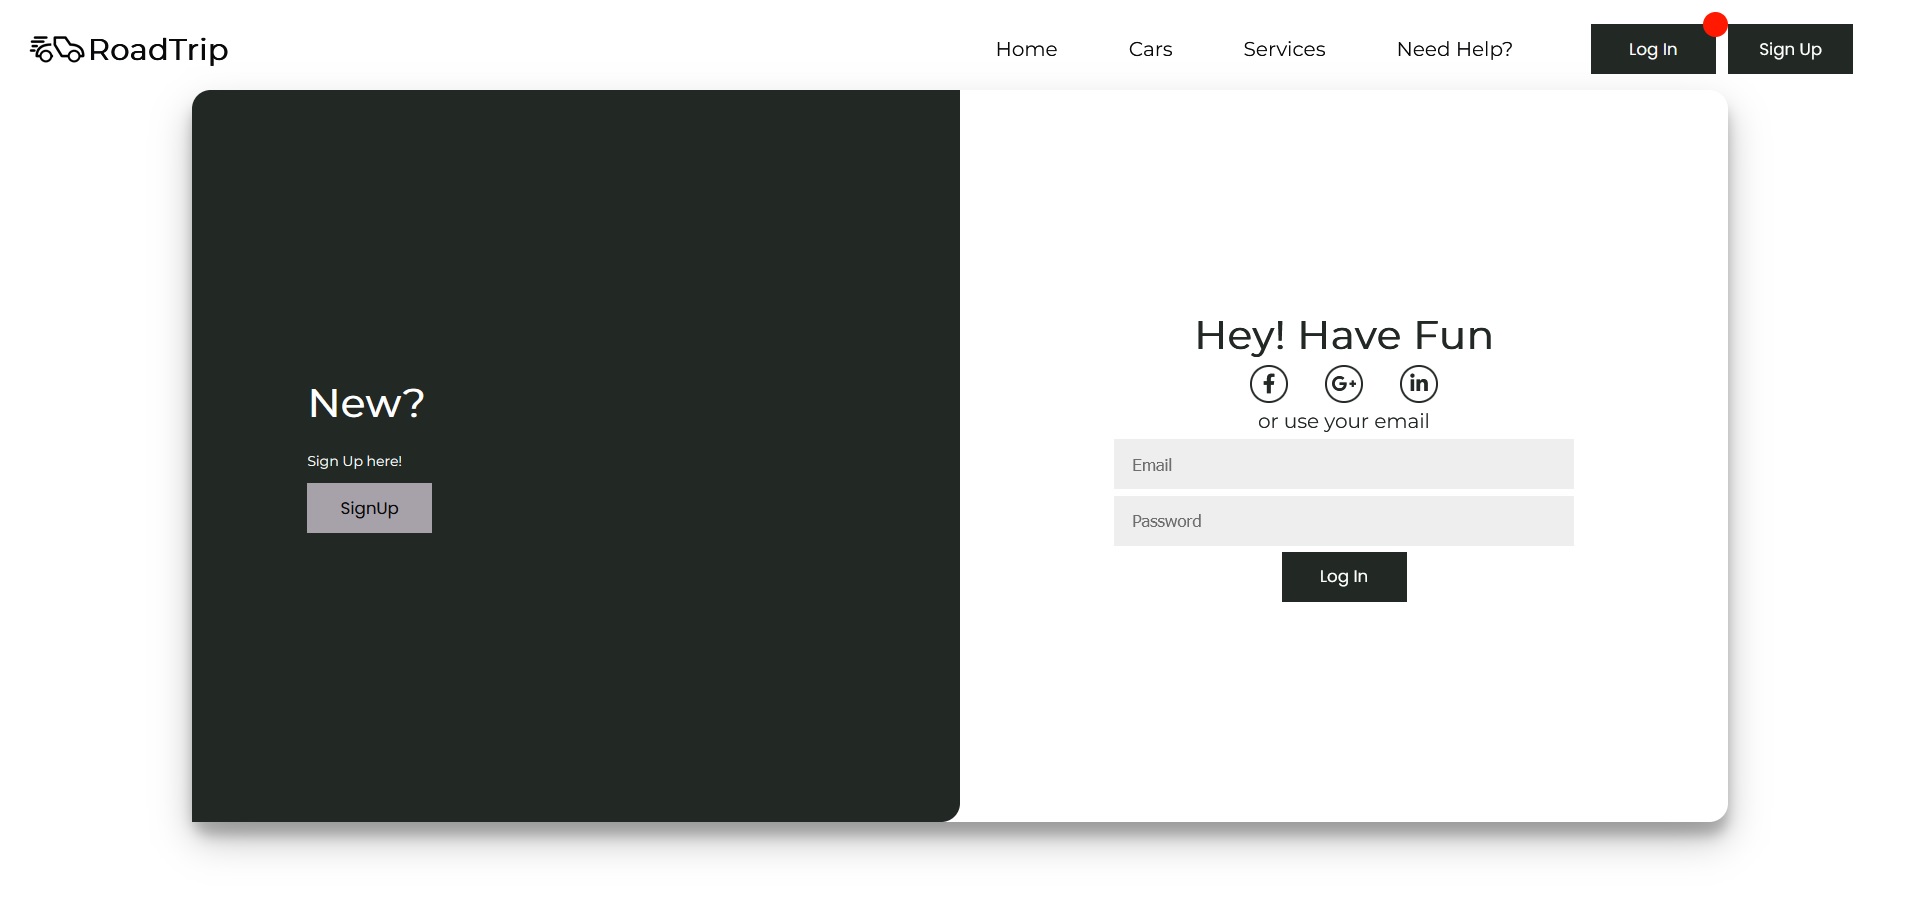 RoadTrip
Home
Cars
Services
Need Help?
Log In
Sign Up
New?
Sign Up here!
SignUp
Hey! Have Fun
f
G+
in
or use your email
Email
Password
Log In